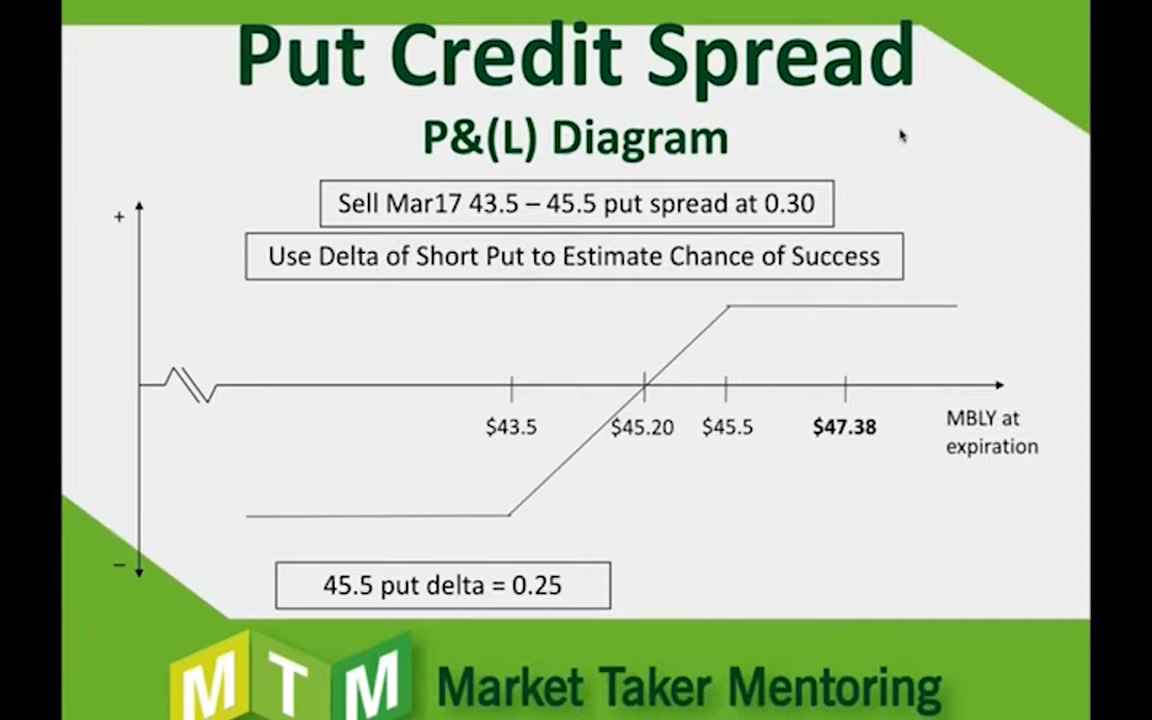 Put Credit Spread
P&(L) Diagram
Sell Mar17 43.5 – 45.5 put spread at 0.30
Use Delta of Short Put to Estimate Chance of Success
+
$43.5
$45.20
$45.5
$47.38
MBLY at
expiration
–
45.5 put delta = 0.25
MTM
Market Taker Mentoring